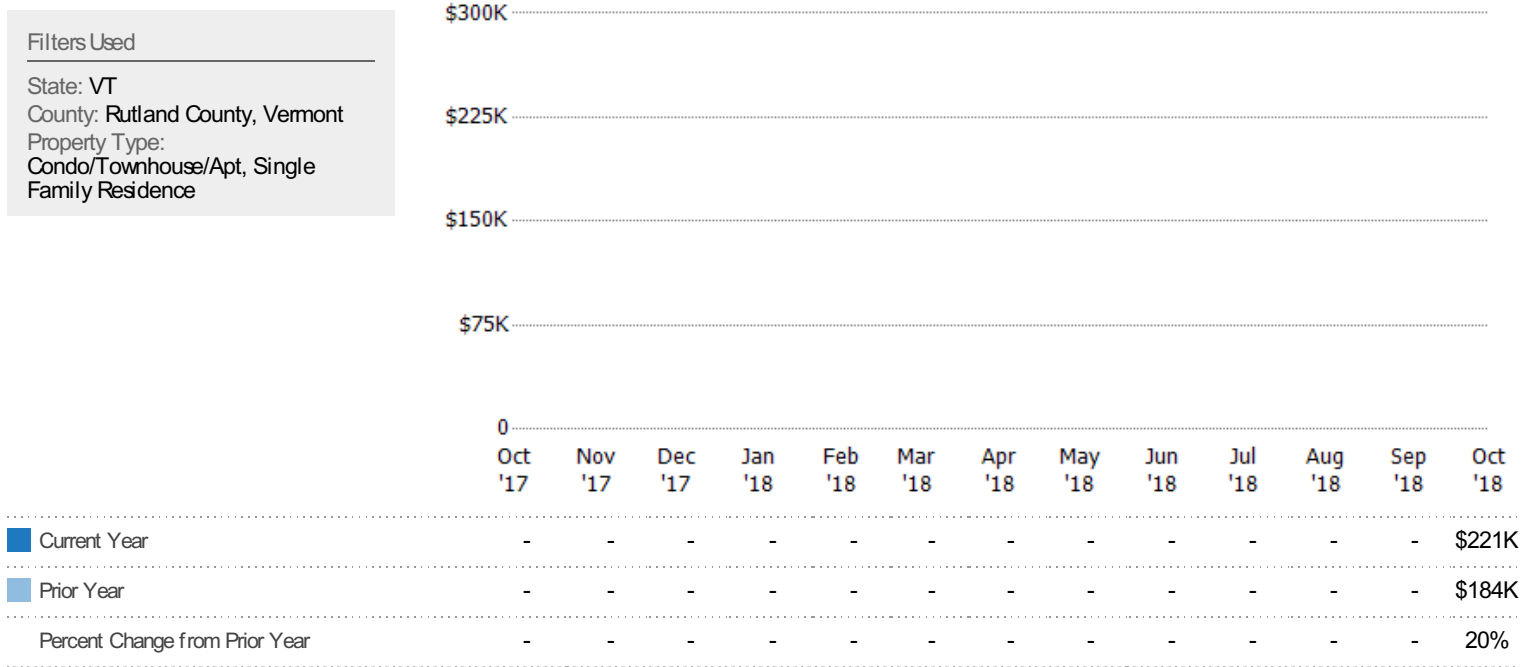 Filters Used
State: VT
County: Rutland County, Vermont
Property Type:
Condo/Townhouse/Apt, Single
Family Residence
$300K
$225K
$150K
$75K
0
Oct Nov Dec Jan Feb Mar Apr May Jun Jul Aug Sep Oct
'17 '17 '17 '18 '18 '18 '18 '18 '18 '18 '18 '18 '18
Current Year - - - - - - - - - - - - $221K
Prior Year - - - - - - - - - - - - $184K
Percent Change from Prior Year - - - - - - - - - - - - 20%